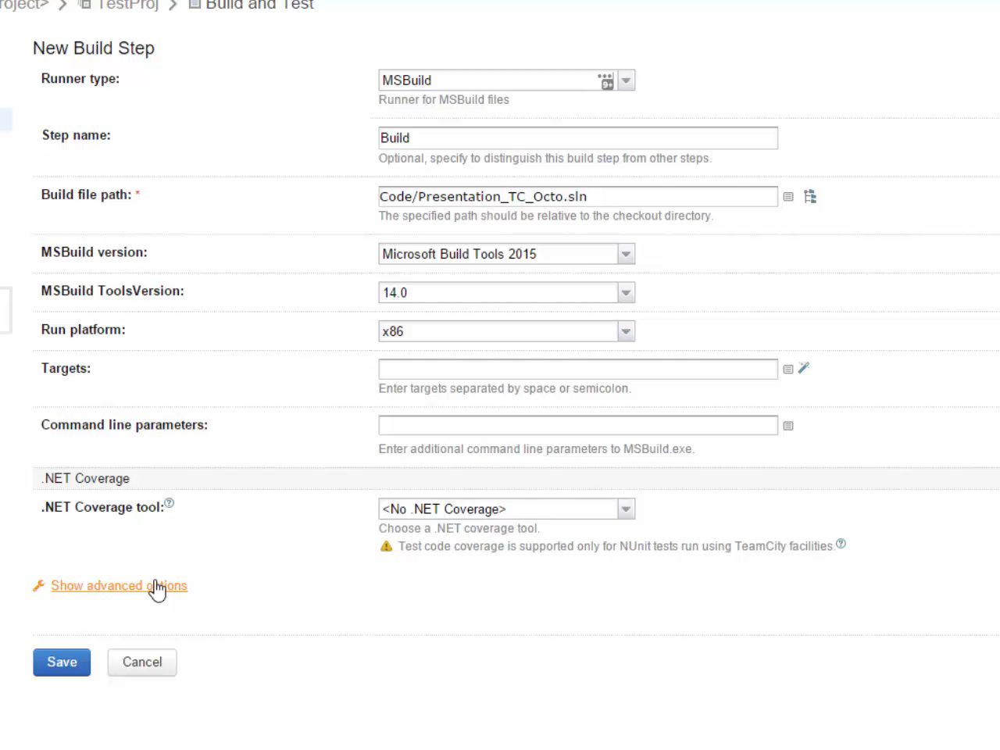 roject> > TestProj > Build and Test
New Build Step
Runner type:
MSBuild
Runner for MSBuild files
Step name:
Build
Optional, specify to distinguish this build step from other steps.
Build file path: *
Code/Presentation_TC_Octo.sln
The specified path should be relative to the checkout directory.
MSBuild version:
Microsoft Build Tools 2015
MSBuild ToolsVersion:
14.0
Run platform:
x86
Targets:
Enter targets separated by space or semicolon.
Command line parameters:
Enter additional command line parameters to MSBuild.exe.
.NET Coverage
.NET Coverage tool:
<No .NET Coverage>
Choose a .NET coverage tool.
Test code coverage is supported only for NUnit tests run using TeamCity facilities.
Show advanced options
Save
Cancel